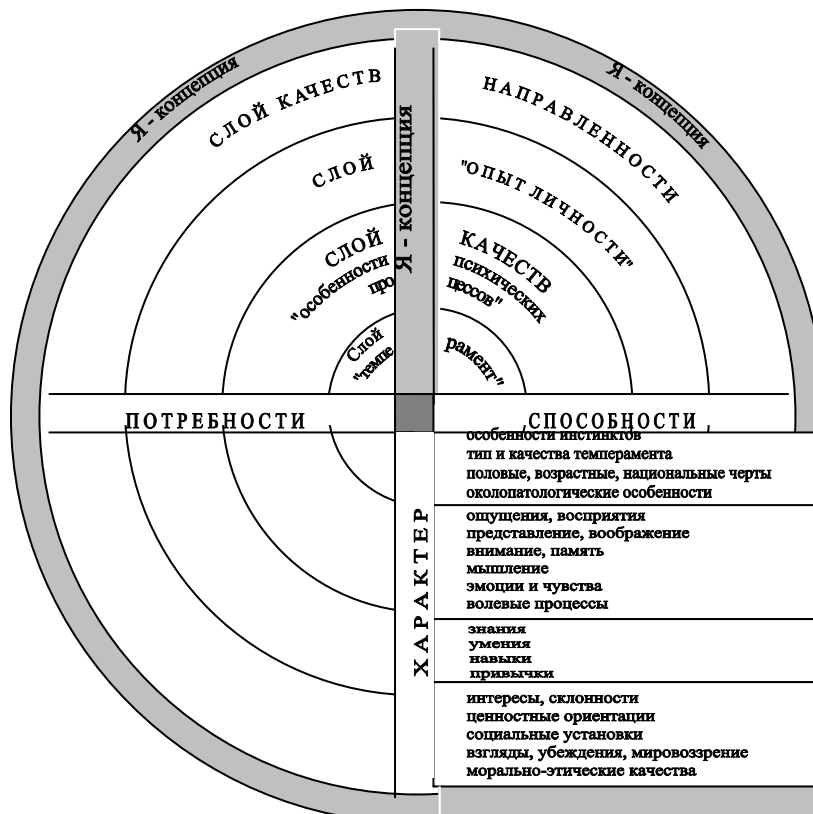 Я - концепция
Я - концепция
Я - концепция
СЛОЙ КАЧЕСТВ
НАПРАВЛЕННОСТИ
СЛОЙ
"ОПЫТ ЛИЧНОСТИ"
СЛОЙ
КАЧЕСТВ
"особенности
психических
про
цессов"
Слой
"темпе
рамент"
ПОТРЕБНОСТИ
СПОСОБНОСТИ
ХАРАКТЕР
особенности инстинктов
тип и качества темперамента
половые, возрастные, национальные черты
околопатологические особенности
ощущения, восприятия
представление, воображение
внимание, память
мышление
эмоции и чувства
волевые процессы
знания
умения
навыки
привычки
интересы, склонности
ценностные ориентации
социальные установки
взгляды, убеждения, мировоззрение
морально-этические качества